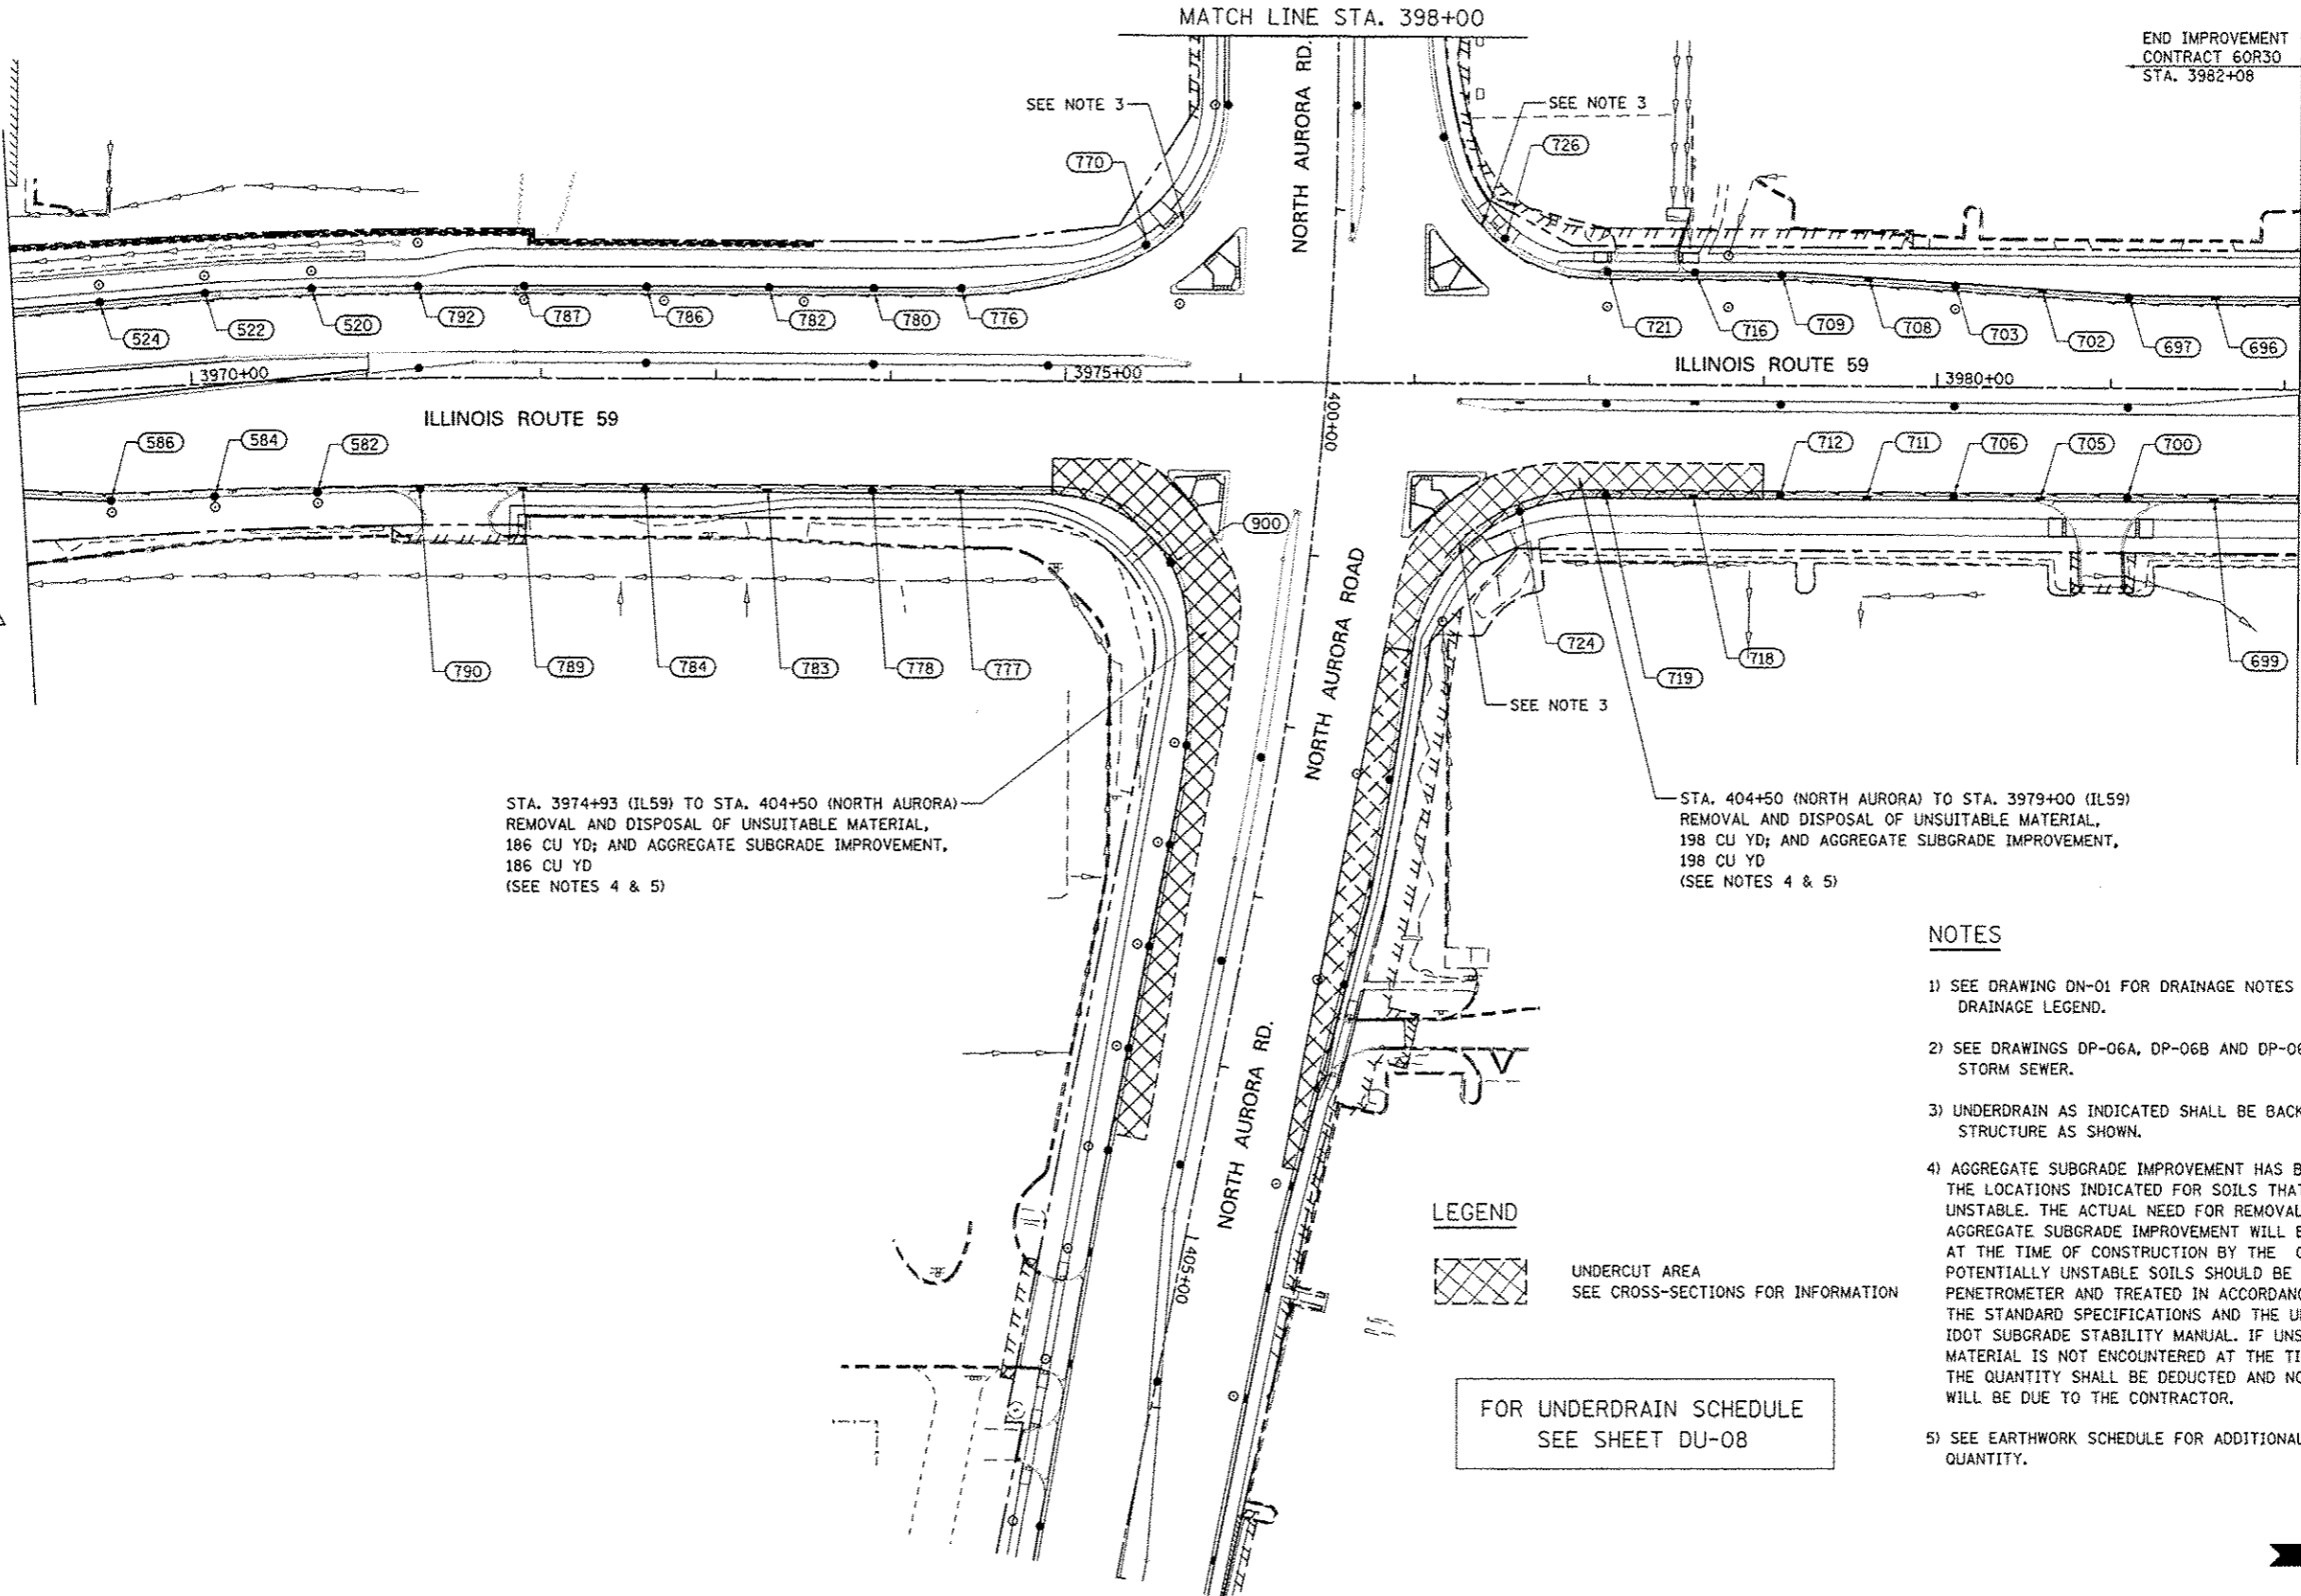 MATCH LINE STA. 398+00
END IMPROVEMENT
CONTRACT 60R30
STA. 3982+08
SEE NOTE 3
SEE NOTE 3
NORTH AURORA RD.
770
726
524
522
520
792
787
786
782
780
776
721
716
709
708
703
702
697
696
3970+00
3975+00
ILLINOIS ROUTE 59
3980+00
ILLINOIS ROUTE 59
400+00
586
584
582
712
711
706
705
700
900
NORTH AURORA ROAD
790
789
784
783
778
777
724
719
718
699
SEE NOTE 3
STA. 3974+93 (IL59) TO STA. 404+50 (NORTH AURORA)
REMOVAL AND DISPOSAL OF UNSUITABLE MATERIAL,
186 CU YD; AND AGGREGATE SUBGRADE IMPROVEMENT,
186 CU YD
(SEE NOTES 4 & 5)
STA. 404+50 (NORTH AURORA) TO STA. 3979+00 (IL59)
REMOVAL AND DISPOSAL OF UNSUITABLE MATERIAL,
198 CU YD; AND AGGREGATE SUBGRADE IMPROVEMENT,
198 CU YD
(SEE NOTES 4 & 5)
NORTH AURORA RD.
405+00
NOTES
1) SEE DRAWING DN-01 FOR DRAINAGE NOTES
DRAINAGE LEGEND.
2) SEE DRAWINGS DP-06A, DP-06B AND DP-06
STORM SEWER.
3) UNDERDRAIN AS INDICATED SHALL BE BACK
STRUCTURE AS SHOWN.
4) AGGREGATE SUBGRADE IMPROVEMENT HAS B
THE LOCATIONS INDICATED FOR SOILS THAT
UNSTABLE. THE ACTUAL NEED FOR REMOVAL
AGGREGATE SUBGRADE IMPROVEMENT WILL B
AT THE TIME OF CONSTRUCTION BY THE
POTENTIALLY UNSTABLE SOILS SHOULD BE
PENETROMETER AND TREATED IN ACCORDANC
THE STANDARD SPECIFICATIONS AND THE
IDOT SUBGRADE STABILITY MANUAL. IF UNS
MATERIAL IS NOT ENCOUNTERED AT THE TI
THE QUANTITY SHALL BE DEDUCTED AND NO
WILL BE DUE TO THE CONTRACTOR.
5) SEE EARTHWORK SCHEDULE FOR ADDITIONAL
QUANTITY.
LEGEND
UNDERCUT AREA
SEE CROSS-SECTIONS FOR INFORMATION
FOR UNDERDRAIN SCHEDULE
SEE SHEET DU-08